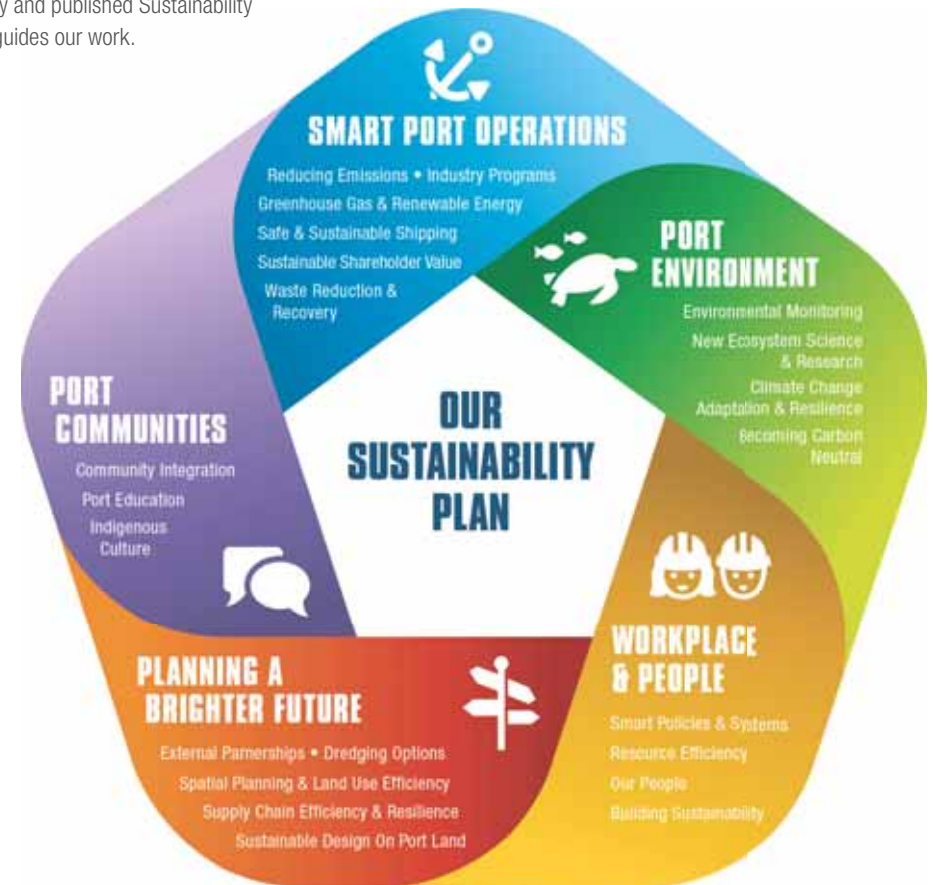 y and published Sustainability
guides our work.
SMART PORT OPERATIONS
Reducing Emissions • Industry Programs
Greenhouse Gas & Renewable Energy
Safe & Sustainable Shipping
Sustainable Shareholder Value
Waste Reduction &
Recovery
PORT
ENVIRONMENT
Environmental Monitoring
New Ecosystem Science
& Research
Climate Change
Adaptation & Resilience
Becoming Carbon
Neutral
PORT
COMMUNITIES
Community Integration
Port Education
Indigenous
Culture
OUR
SUSTAINABILITY
PLAN
WORKPLACE
& PEOPLE
Smart Policies & Systems
Resource Efficiency
Our People
Building Sustainability
PLANNING A
BRIGHTER FUTURE
External Parnerships • Dredging Options
Spatial Planning & Land Use Efficiency
Supply Chain Efficiency & Resilience
Sustainable Design On Port Land